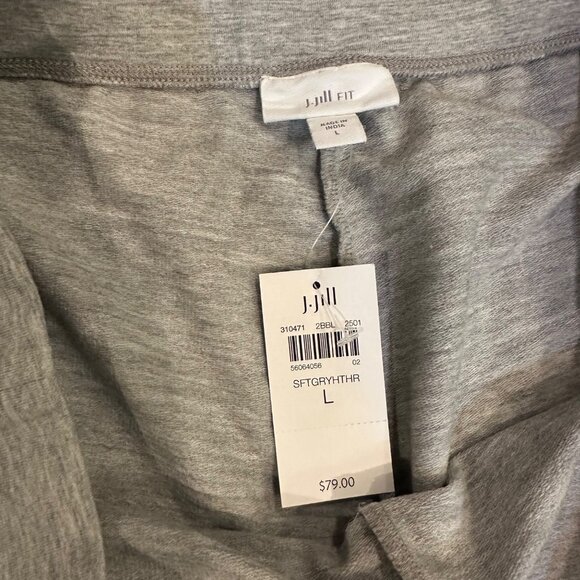 J.Jill FIT
MADE IN
INDIA
L
J.Jill
310471 2BBL 2501
56064056 02
SFTGRYHTHR
L
$79.00